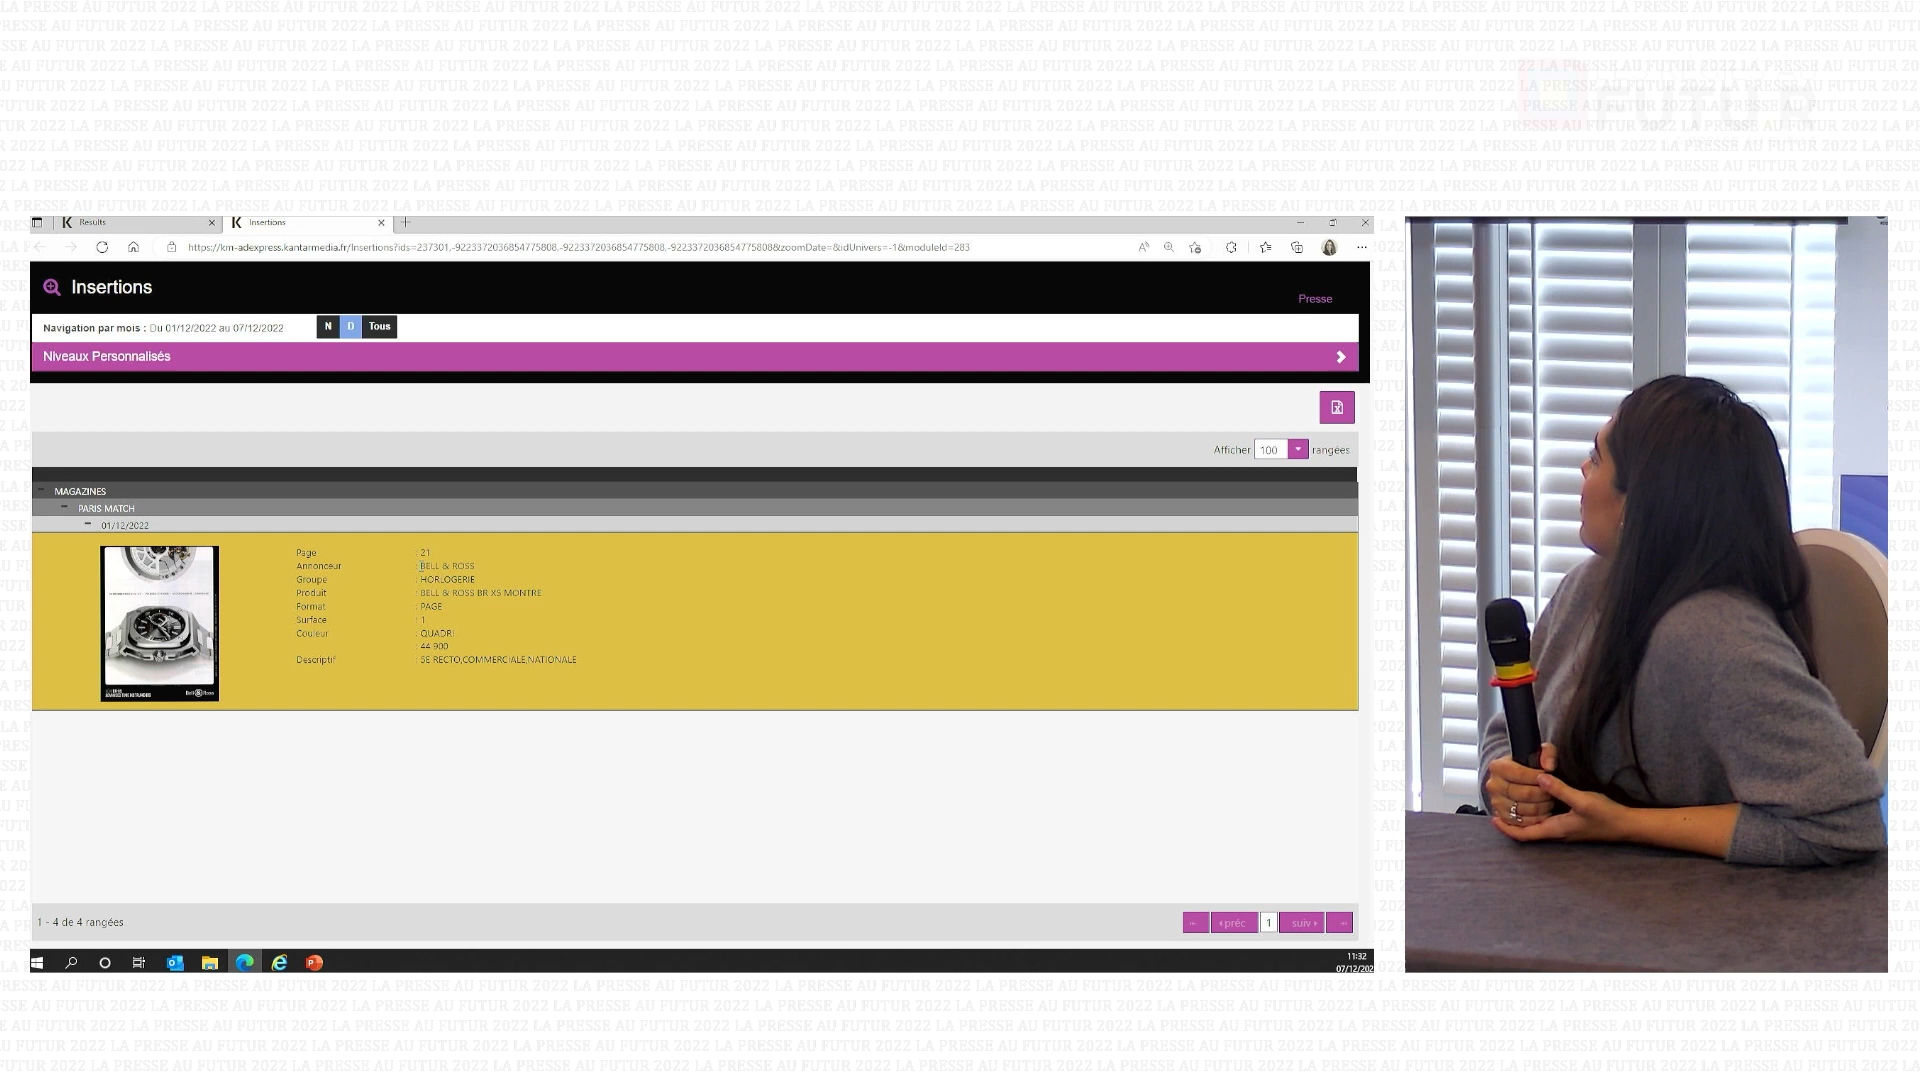 LA PRESSE AU FUTUR 2022
Results
Insertions
https://km-adexpress.kantarmedia.fr/Insertions?ids=237301,-9223372036854775808,-9223372036854775808,-9223372036854775808&zoomDate=&idUnivers=-1&moduleId=283
Insertions
Presse
Navigation par mois : Du 01/12/2022 au 07/12/2022 N D Tous
Niveaux Personnalisés
Afficher 100 rangées
MAGAZINES
PARIS MATCH
01/12/2022
Page : 21
Annonceur : BELL & ROSS
Groupe : HORLOGERIE
Produit : BELL & ROSS BR X5 MONTRE
Format : PAGE
Surface : 1
Couleur : QUADRI
: 44 900
Descriptif : 5E RECTO,COMMERCIALE,NATIONALE
Bell & Ross
1 - 4 de 4 rangées
préc 1 suiv
11:32
07/12/202